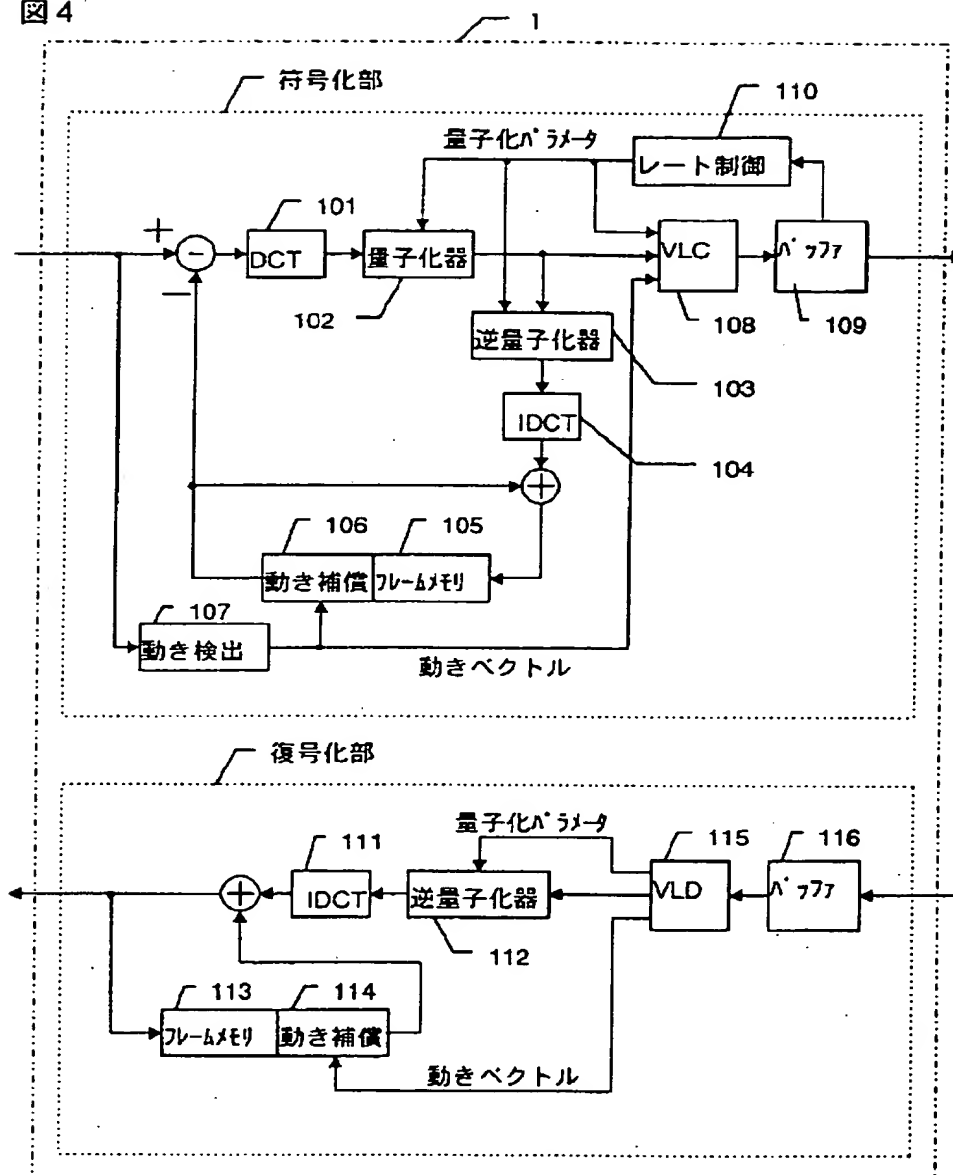 図4
1
符号化部
110
量子化パラメータ
レート制御
101
+
−
DCT
量子化器
VLC
バッファ
−
102
108
109
逆量子化器
103
IDCT
104
+
106
105
動き補償
フレームメモリ
107
動き検出
動きベクトル
復号化部
量子化パラメータ
115
116
111
VLD
バッファ
+
IDCT
逆量子化器
112
113
114
フレームメモリ
動き補償
動きベクトル